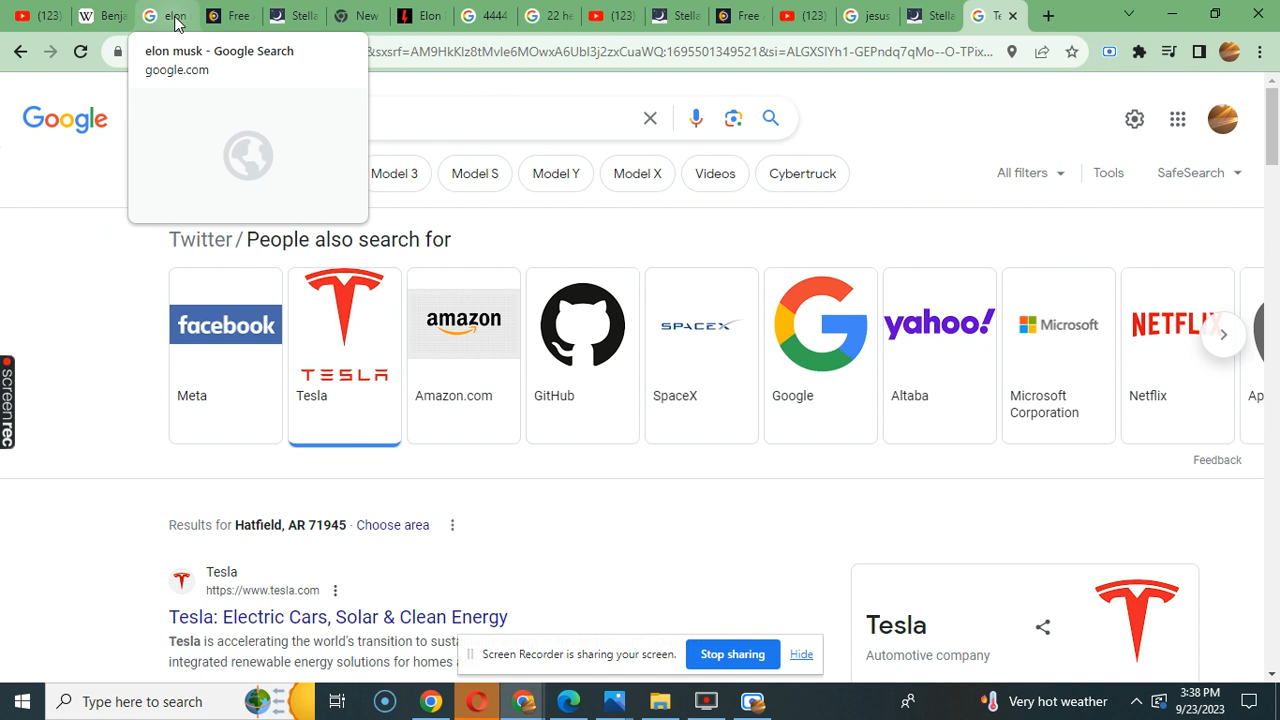 (123)
Benja
elon
Free
Stella
New
Elon
4444
22 he
(123)
Stella
Free
(123)
jesus
Stella
Te
elon musk - Google Search
google.com
&sxsrf=AM9HkKlz8tMvIe6MOwxA6Ubl3j2zxCuaWQ:1695501349521&si=ALGXSlYh1-GEPndq7qMo--O-TPix...
Google
Model 3
Model S
Model Y
Model X
Videos
Cybertruck
All filters
Tools
SafeSearch
Twitter / People also search for
facebook
TESLA
amazon
SPACEX
yahoo!
Microsoft
NETFLIX
Meta
Tesla
Amazon.com
GitHub
SpaceX
Google
Altaba
Microsoft
Corporation
Netflix
Ap
Feedback
screenrec
Results for Hatfield, AR 71945 · Choose area
Tesla
https://www.tesla.com
Tesla: Electric Cars, Solar & Clean Energy
Tesla is accelerating the world's transition to susta
integrated renewable energy solutions for homes a
Tesla
Automotive company
Screen Recorder is sharing your screen.
Stop sharing
Hide
Type here to search
Very hot weather
3:38 PM
9/23/2023